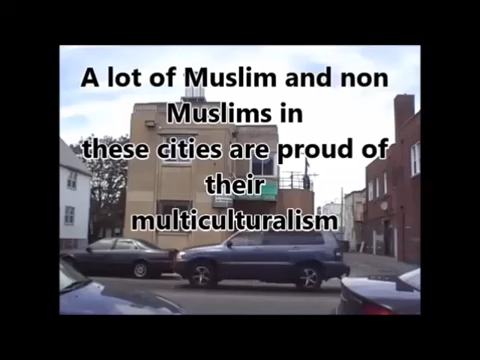 A lot of Muslim and non
Muslims in
these cities are proud of
their
multiculturalism